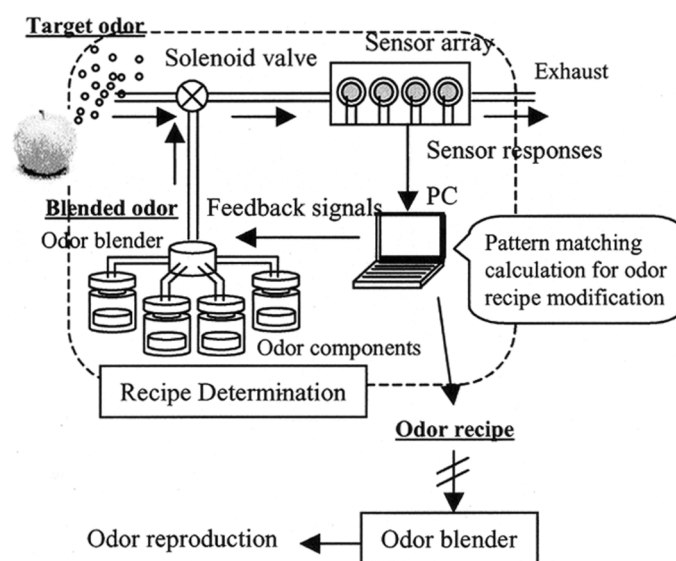 Target odor
Solenoid valve
Sensor array
Exhaust
Sensor responses
PC
Blended odor
Feedback signals
Odor blender
Pattern matching
calculation for odor
recipe modification
Odor components
Recipe Determination
Odor recipe
Odor reproduction
Odor blender